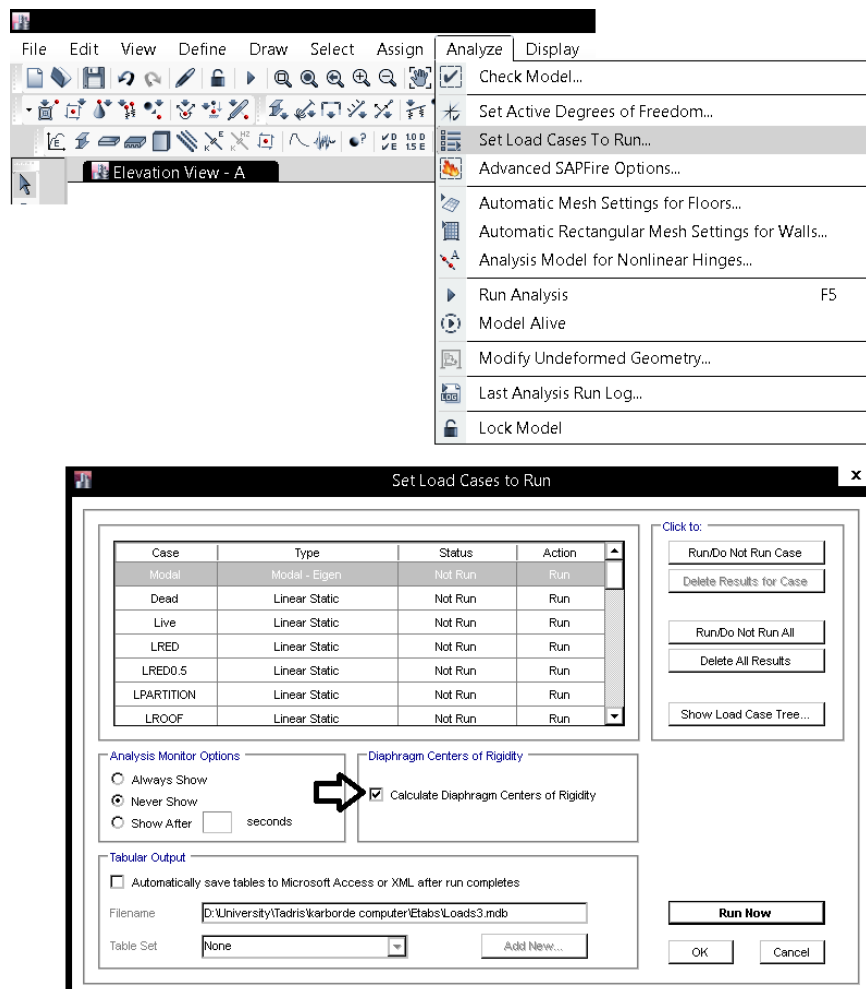 File Edit View Define Draw Select Assign Analyze Display
Elevation View - A
Check Model...
Set Active Degrees of Freedom...
Set Load Cases To Run...
Advanced SAPFire Options...
Automatic Mesh Settings for Floors...
Automatic Rectangular Mesh Settings for Walls...
Analysis Model for Nonlinear Hinges...
Run Analysis F5
Model Alive
Modify Undeformed Geometry...
Last Analysis Run Log...
Lock Model
Set Load Cases to Run x
Case Type Status Action
Modal Modal - Eigen Not Run Run
Dead Linear Static Not Run Run
Live Linear Static Not Run Run
LRED Linear Static Not Run Run
LRED0.5 Linear Static Not Run Run
LPARTITION Linear Static Not Run Run
LROOF Linear Static Not Run Run
Click to:
Run/Do Not Run Case
Delete Results for Case
Run/Do Not Run All
Delete All Results
Show Load Case Tree...
Analysis Monitor Options
Always Show
Never Show
Show After seconds
Diaphragm Centers of Rigidity
Calculate Diaphragm Centers of Rigidity
Tabular Output
Automatically save tables to Microsoft Access or XML after run completes
Filename D:\University\Tadris\karborde computer\Etabs\Loads3.mdb
Table Set None Add New...
Run Now
OK Cancel